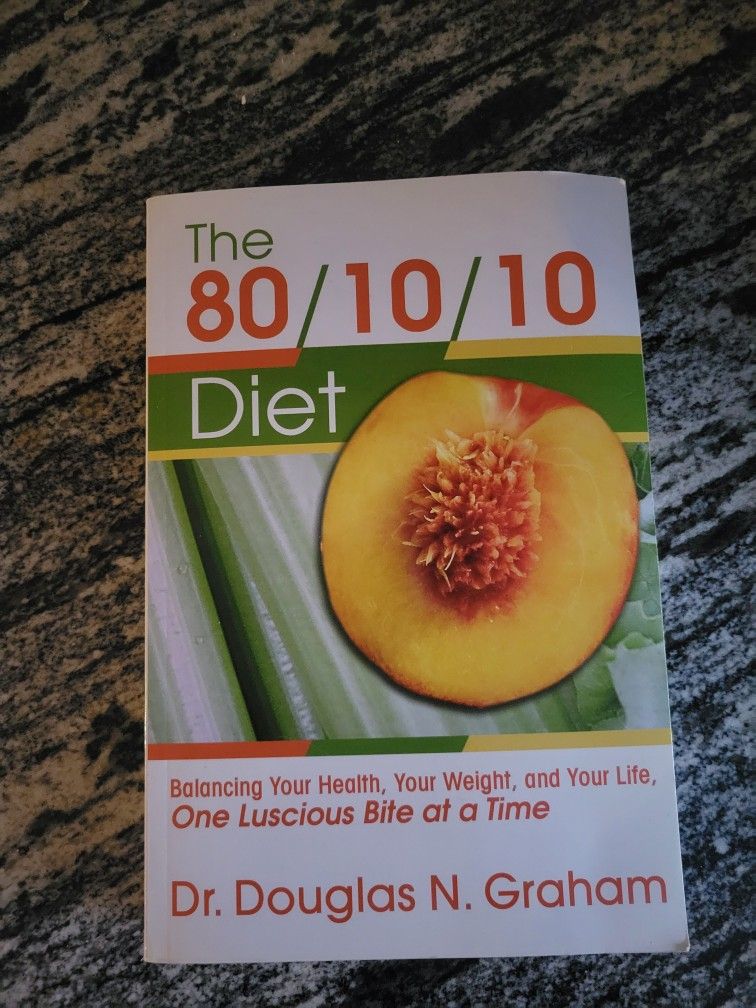 The
80/10/10
Diet
Balancing Your Health, Your Weight, and Your Life,
One Luscious Bite at a Time
Dr. Douglas N. Graham